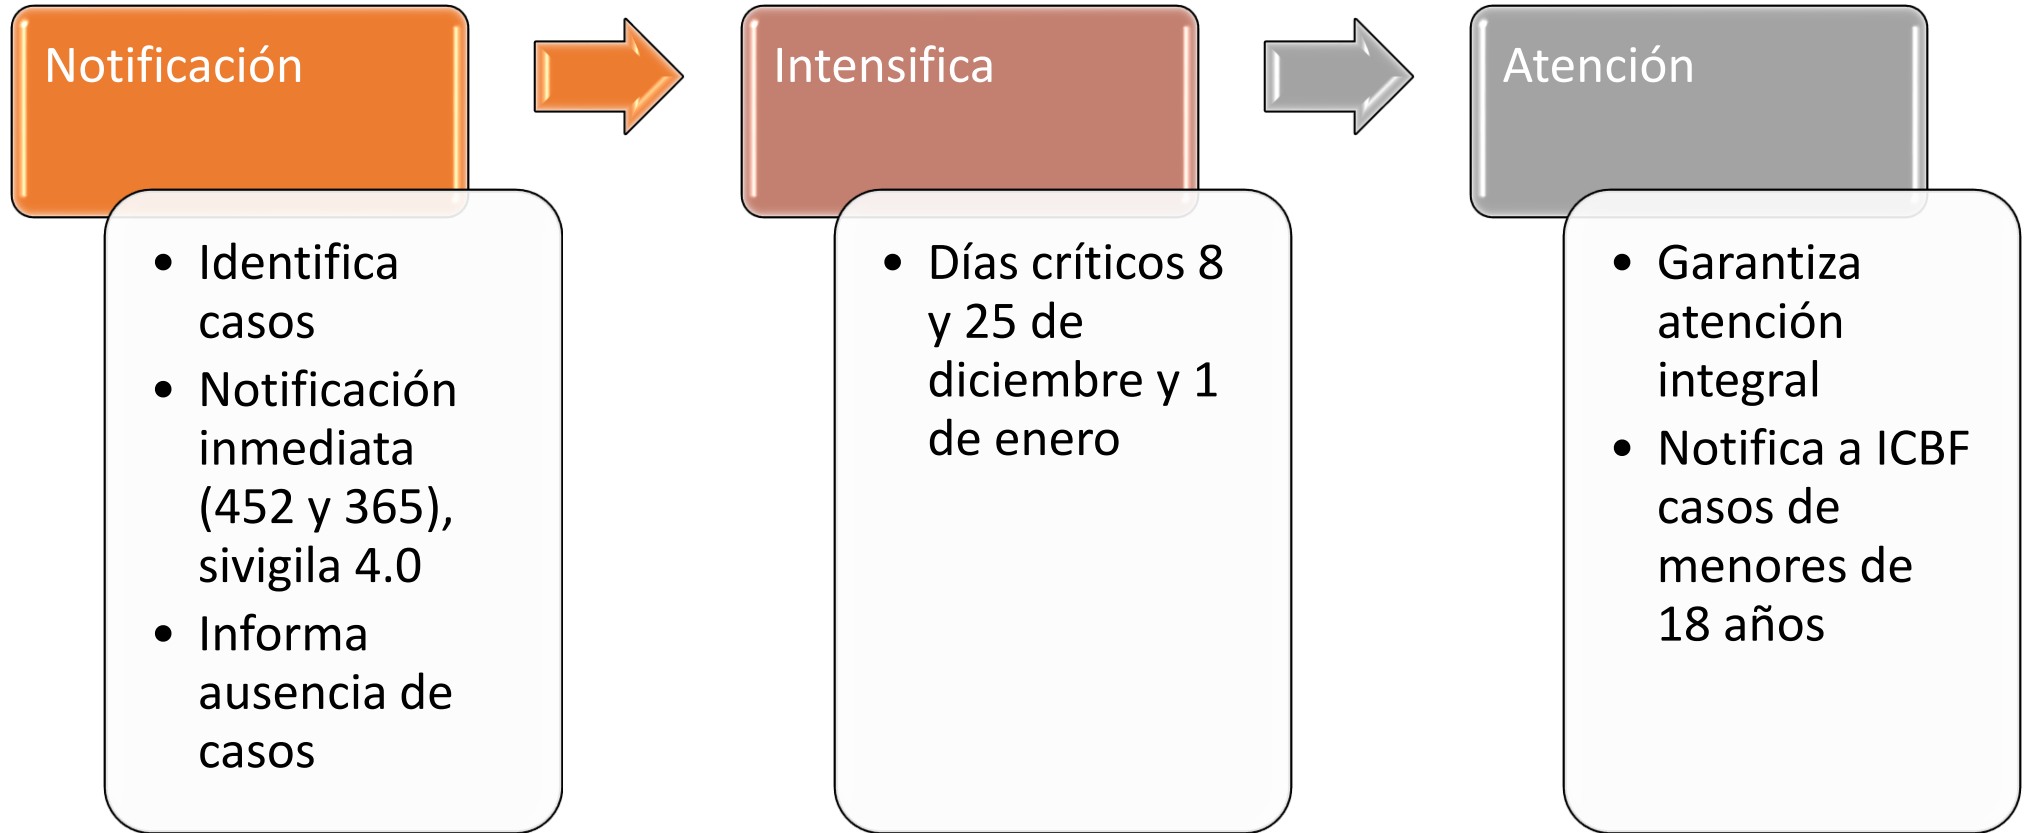 Notificación
• Identifica
casos
• Notificación
inmediata
(452 y 365),
sivigila 4.0
• Informa
ausencia de
casos
Intensifica
• Días críticos 8
y 25 de
diciembre y 1
de enero
Atención
• Garantiza
atención
integral
• Notifica a ICBF
casos de
menores de
18 años